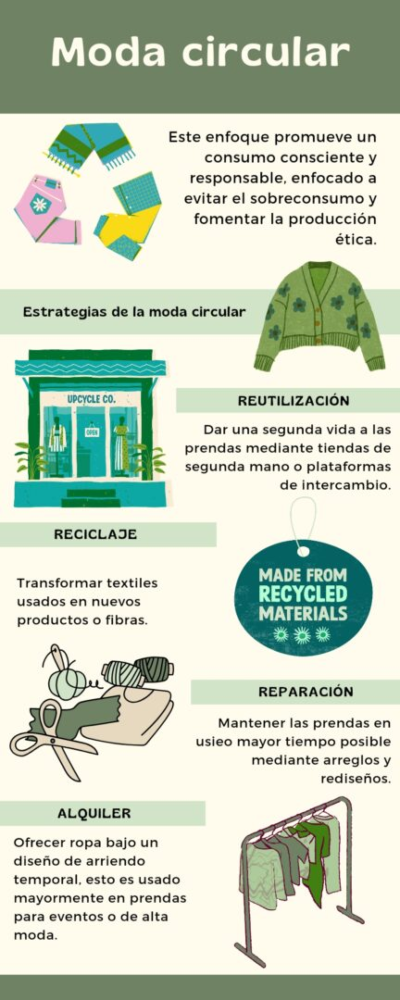 Moda circular
Este enfoque promueve un
consumo consciente y
responsable, enfocado a
evitar el sobreconsumo y
fomentar la producción
ética.
Estrategias de la moda circular
UPCYCLE CO.
OPEN
REUTILIZACIÓN
Dar una segunda vida a las
prendas mediante tiendas de
segunda mano o plataformas
de intercambio.
RECICLAJE
Transformar textiles
usados en nuevos
productos o fibras.
MADE FROM
RECYCLED
MATERIALS
REPARACIÓN
Mantener las prendas en
usieo mayor tiempo posible
mediante arreglos y
rediseños.
ALQUILER
Ofrecer ropa bajo un
diseño de arriendo
temporal, esto es usado
mayormente en prendas
para eventos o de alta
moda.